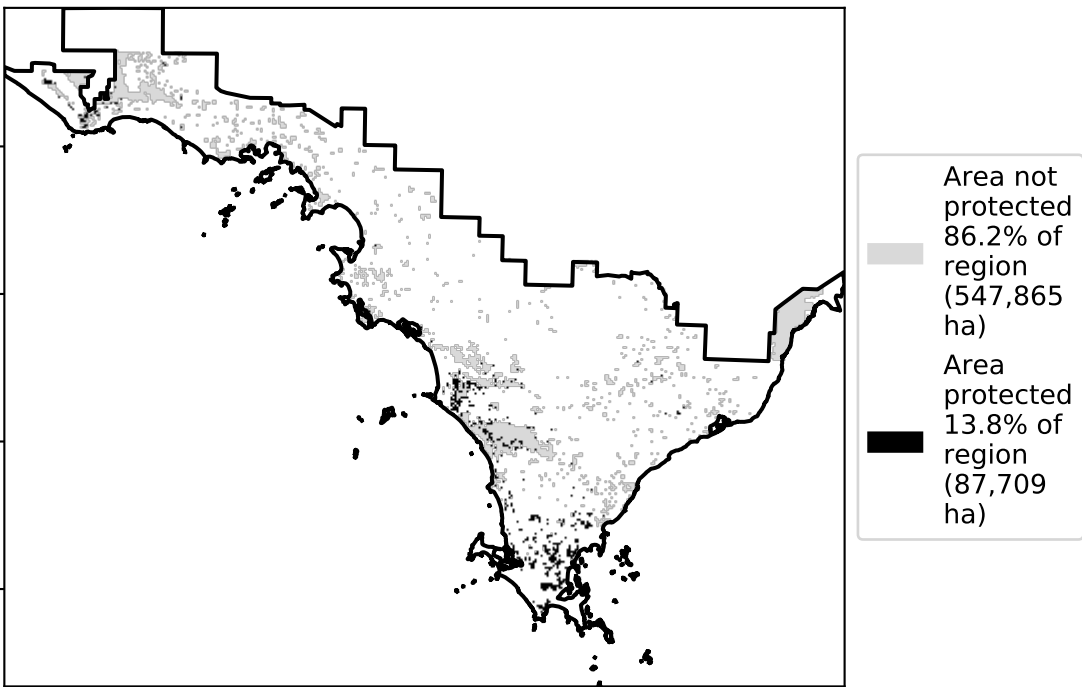 Area not
protected
86.2% of
region
(547,865
ha)
Area
protected
13.8% of
region
(87,709
ha)